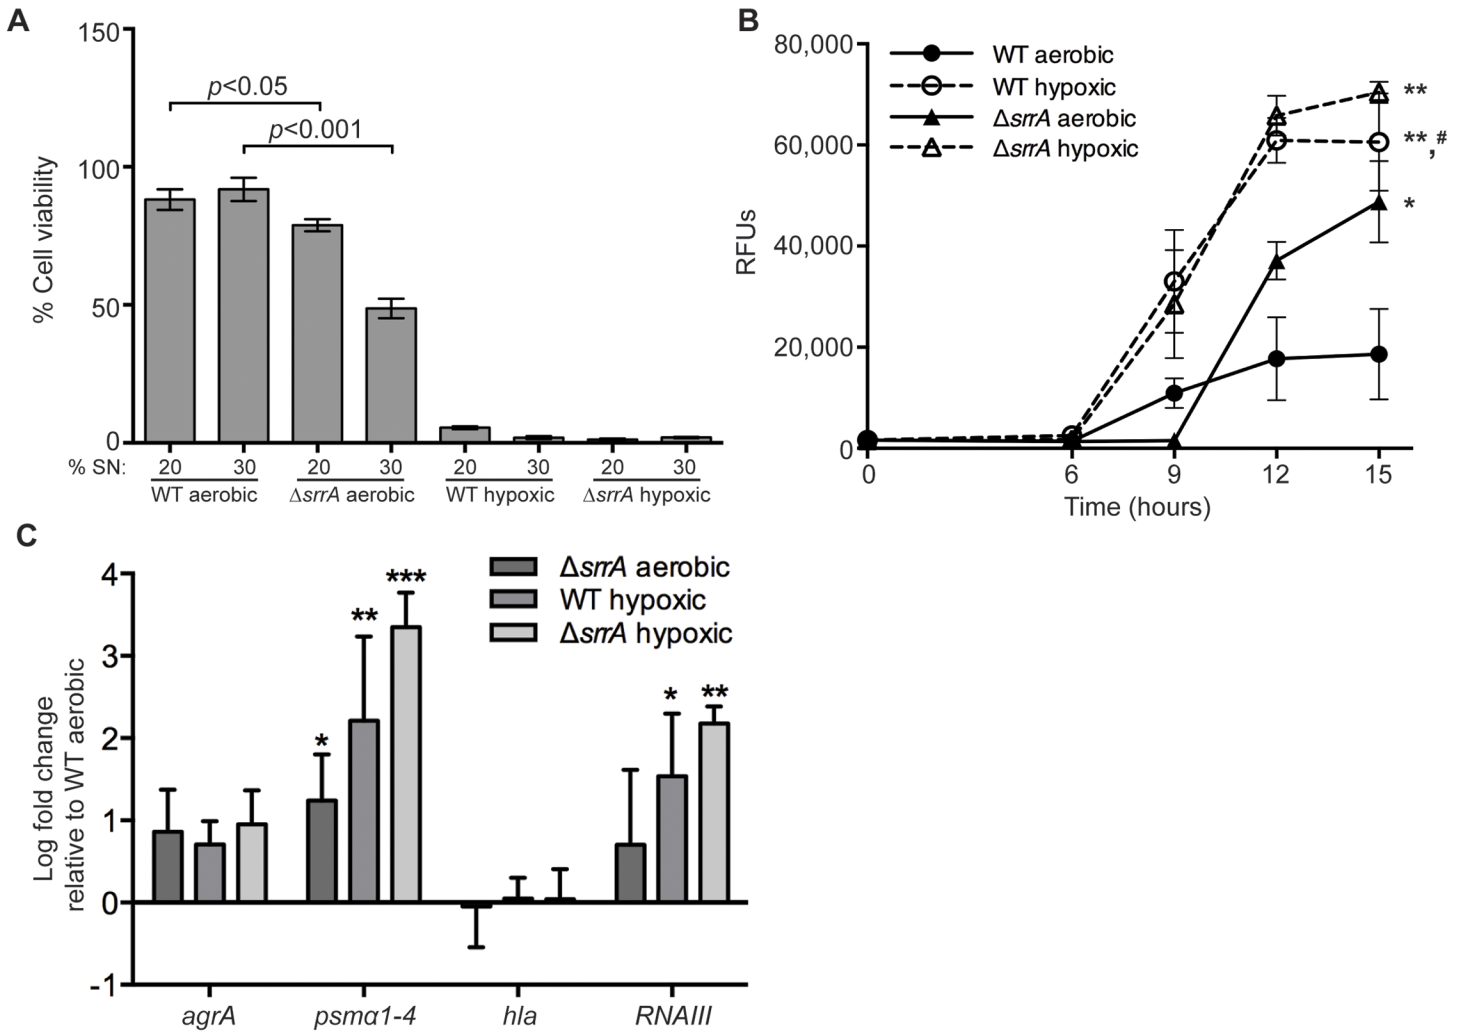 A
150
100
50
0
% Cell viability
p<0.05
p<0.001
% SN:
20 30 20 30 20 30 20 30
WT aerobic ΔsrrA aerobic WT hypoxic ΔsrrA hypoxic
B
80,000
60,000
40,000
20,000
0
RFUs
WT aerobic
WT hypoxic
ΔsrrA aerobic
ΔsrrA hypoxic
**
**,#
*
0 6 9 12 15
Time (hours)
C
4
3
2
1
0
-1
Log fold change
relative to WT aerobic
ΔsrrA aerobic
WT hypoxic
ΔsrrA hypoxic
* ** ***
* **
agrA psmα1-4 hla RNAIII